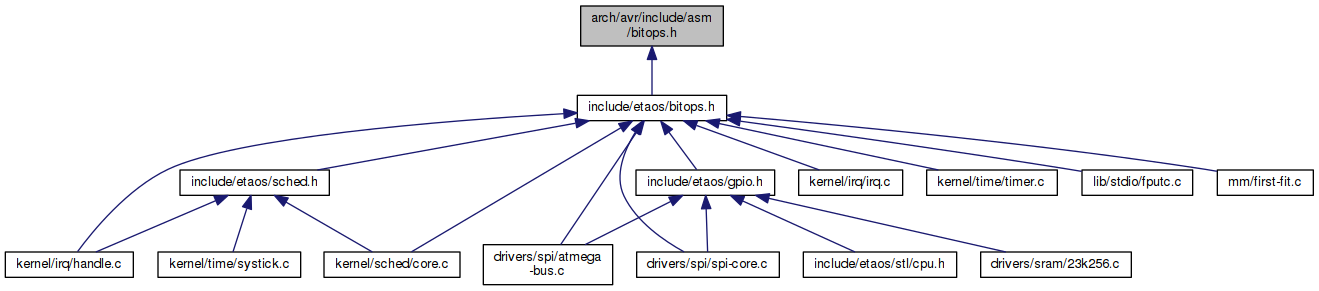 arch/avr/include/asm
/bitops.h
include/etaos/bitops.h
include/etaos/sched.h
include/etaos/gpio.h
kernel/irq/irq.c
kernel/time/timer.c
lib/stdio/fputc.c
mm/first-fit.c
kernel/irq/handle.c
kernel/time/systick.c
kernel/sched/core.c
drivers/spi/atmega
-bus.c
drivers/spi/spi-core.c
include/etaos/stl/cpu.h
drivers/sram/23k256.c